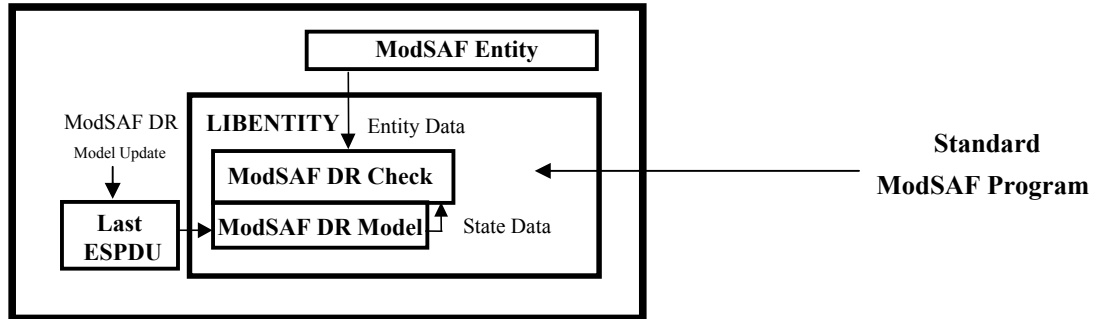 ModSAF Entity
ModSAF DR
Model Update
LIBENTITY
Entity Data
ModSAF DR Check
Last
ESPDU
ModSAF DR Model
State Data
Standard
ModSAF Program